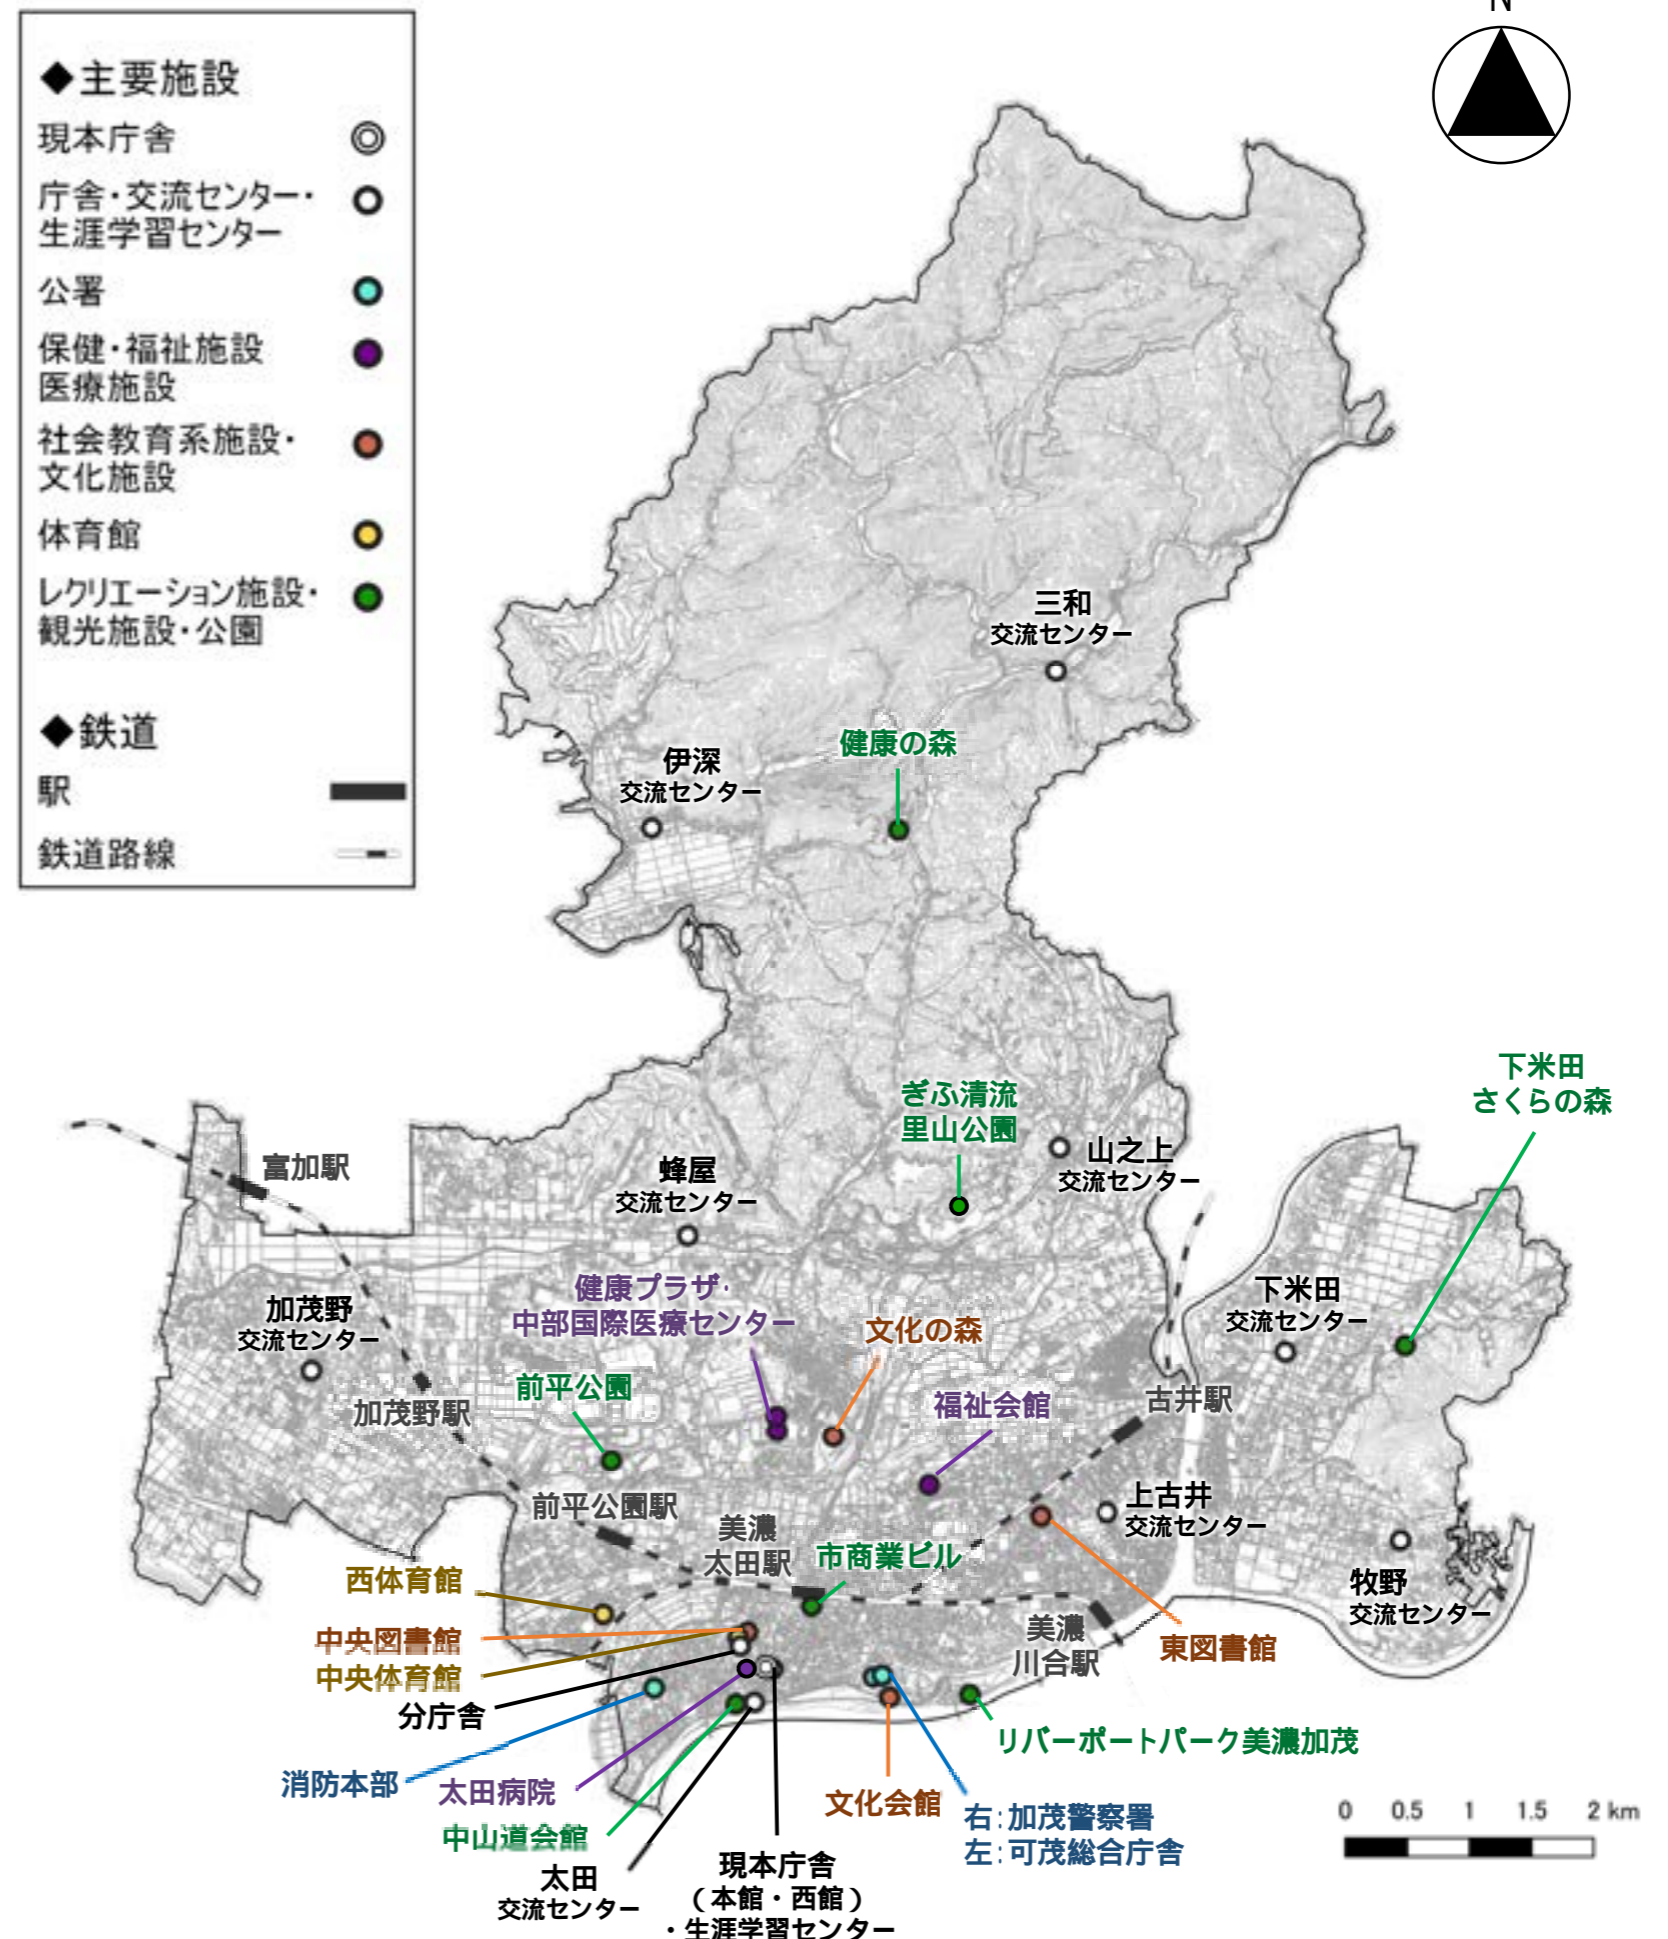 N
◆主要施設
現本庁舎
庁舎・交流センター・
生涯学習センター
公署
保健・福祉施設
医療施設
社会教育系施設・
文化施設
体育館
レクリエーション施設・
観光施設・公園
◆鉄道
駅
鉄道路線
三和
交流センター
健康の森
伊深
交流センター
下米田
さくらの森
ぎふ清流
里山公園
山之上
交流センター
富加駅
蜂屋
交流センター
健康プラザ・
中部国際医療センター
文化の森
下米田
交流センター
加茂野
交流センター
加茂野駅
前平公園
福祉会館
古井駅
前平公園駅
美濃
太田駅
市商業ビル
上古井
交流センター
牧野
交流センター
西体育館
中央図書館
中央体育館
分庁舎
美濃
川合駅
東図書館
消防本部
太田病院
中山道会館
太田
交流センター
現本庁舎
（本館・西館）
・生涯学習センター
文化会館
リバーポートパーク美濃加茂
右：加茂警察署
左：可茂総合庁舎
0 0.5 1 1.5 2 km